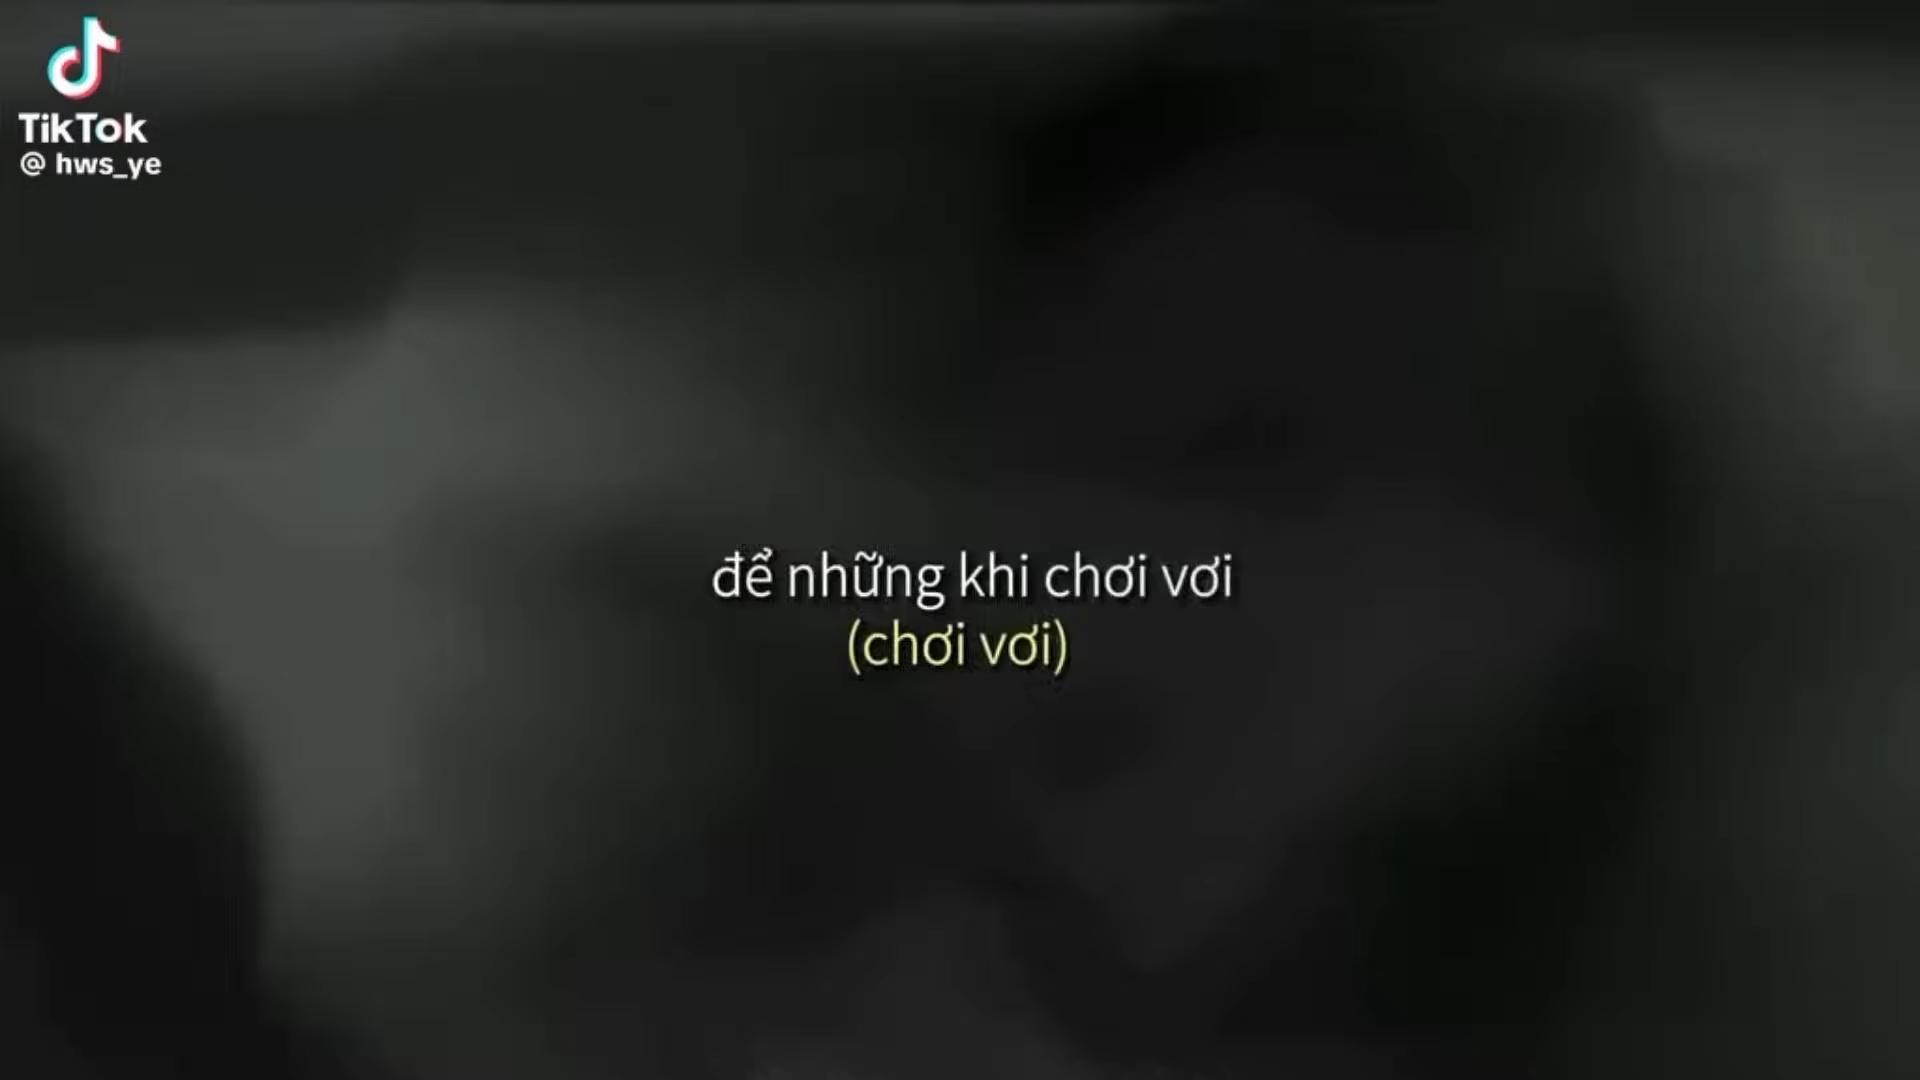 TikTok
@ hws_ye
để những khi chơi vơi
(chơi vơi)